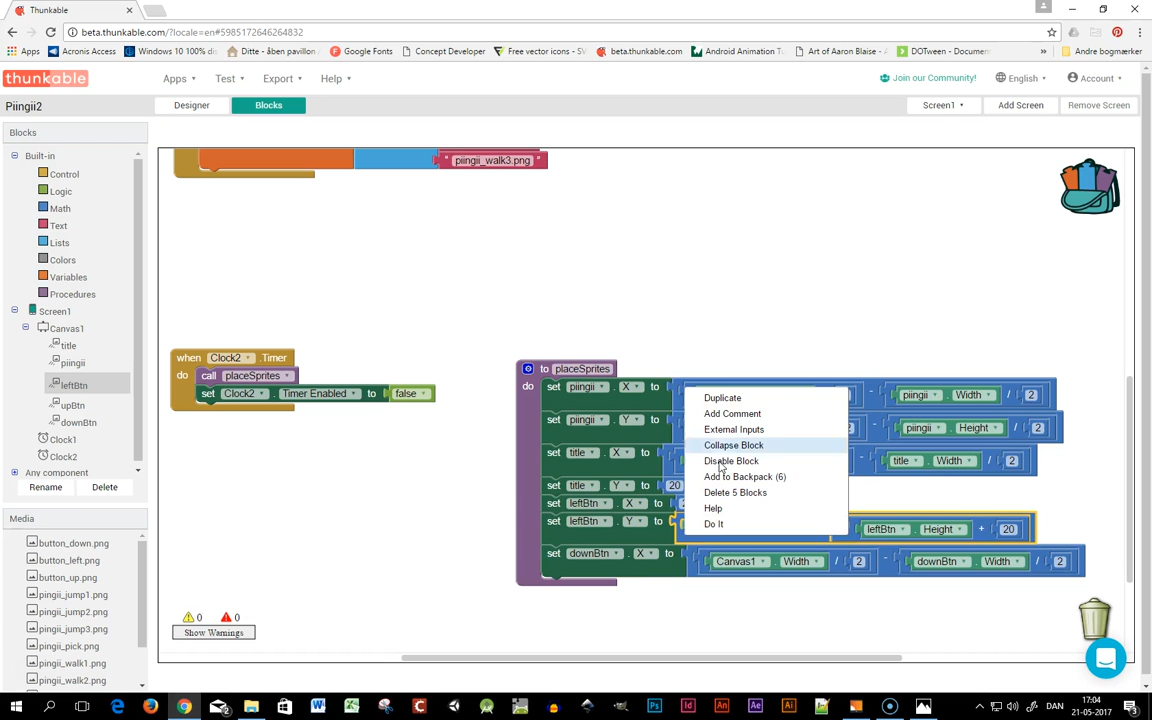 Thunkable
beta.thunkable.com/?locale=en#5985172646264832
Apps
Acronis Access
Windows 10 100% dis
Ditte - åben pavillon
Google Fonts
Concept Developer
Free vector icons - SV
beta.thunkable.com
Android Animation Tu
Art of Aaron Blaise
DOTween - Document
»
Andre bogmærker
thunkable
Apps
Test
Export
Help
Join our Community!
English
Account
Piingii2
Designer
Blocks
Screen1
Add Screen
Remove Screen
Blocks
Built-in
Control
Logic
Math
Text
Lists
Colors
Variables
Procedures
Screen1
Canvas1
title
piingii
leftBtn
upBtn
downBtn
Clock1
Clock2
Any component
Rename
Delete
Media
button_down.png
button_left.png
button_up.png
pingii_jump1.png
pingii_jump2.png
pingii_jump3.png
pingii_pick.png
pingii_walk1.png
pingii_walk2.png
" piingii_walk3.png "
when Clock2 .Timer
do call placeSprites
set Clock2 . Timer Enabled to false
to placeSprites
do set piingii . X to - piingii . Width / 2
set piingii . Y to 2 - piingii . Height / 2
set title . X to - title . Width / 2
set title . Y to 20
set leftBtn . X to
set leftBtn . Y to leftBtn . Height + 20
set downBtn . X to Canvas1 . Width / 2 - downBtn . Width / 2
Duplicate
Add Comment
External Inputs
Collapse Block
Disable Block
Add to Backpack (6)
Delete 5 Blocks
Help
Do It
0 0
Show Warnings
DAN
17:04
21-05-2017
3